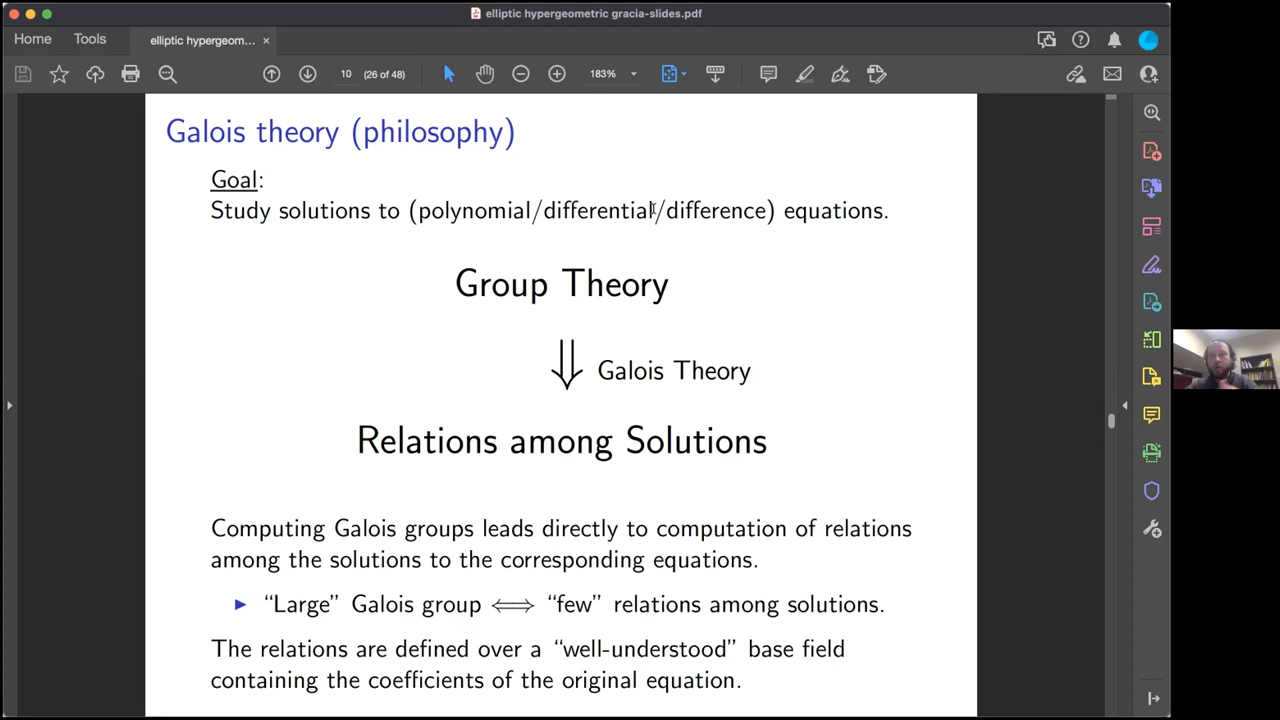 elliptic hypergeometric gracia-slides.pdf
Home Tools elliptic hypergeom... ×
10 (26 of 48) 183%
Galois theory (philosophy)
Goal:
Study solutions to (polynomial/differential/difference) equations.
Group Theory
⇓ Galois Theory
Relations among Solutions
Computing Galois groups leads directly to computation of relations
among the solutions to the corresponding equations.
▶ “Large” Galois group ⟺ “few” relations among solutions.
The relations are defined over a “well-understood” base field
containing the coefficients of the original equation.